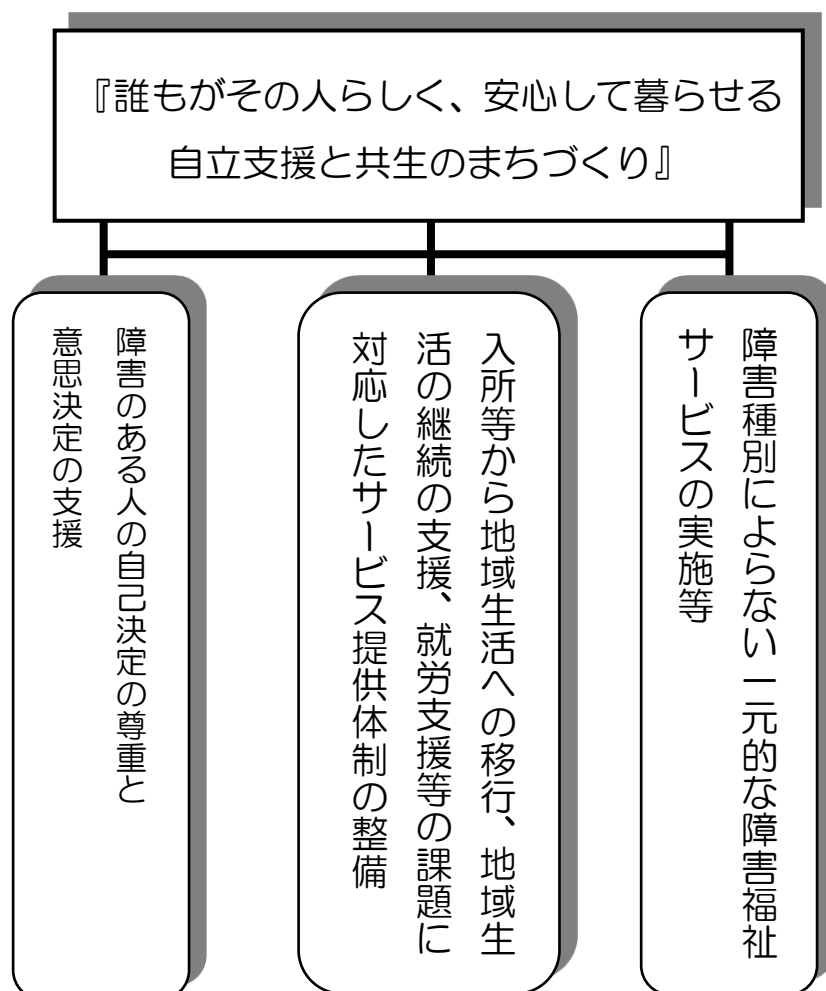 『誰もがその人らしく、安心して暮らせる
自立支援と共生のまちづくり』
障害種別によらない一元的な障害福祉
サービスの実施等
入所等から地域生活への移行、地域生
活の継続の支援、就労支援等の課題に
対応したサービス提供体制の整備
障害のある人の自己決定の尊重と
意思決定の支援